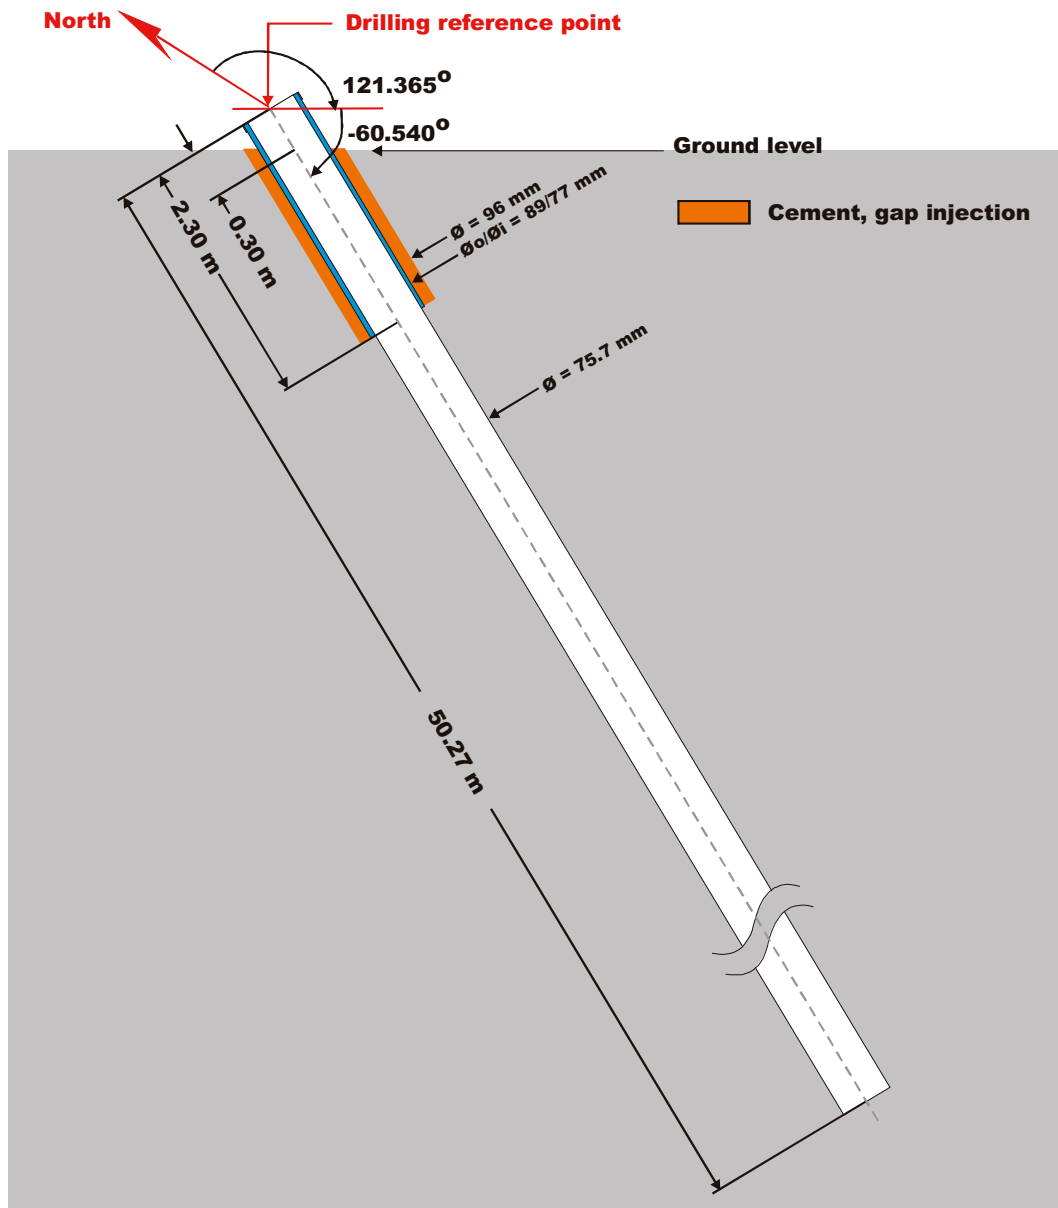 North
Drilling reference point
121.365°
-60.540°
Ground level
Ø = 96 mm
Øo/Øi = 89/77 mm
Cement, gap injection
2.30 m
0.30 m
Ø = 75.7 mm
50.27 m